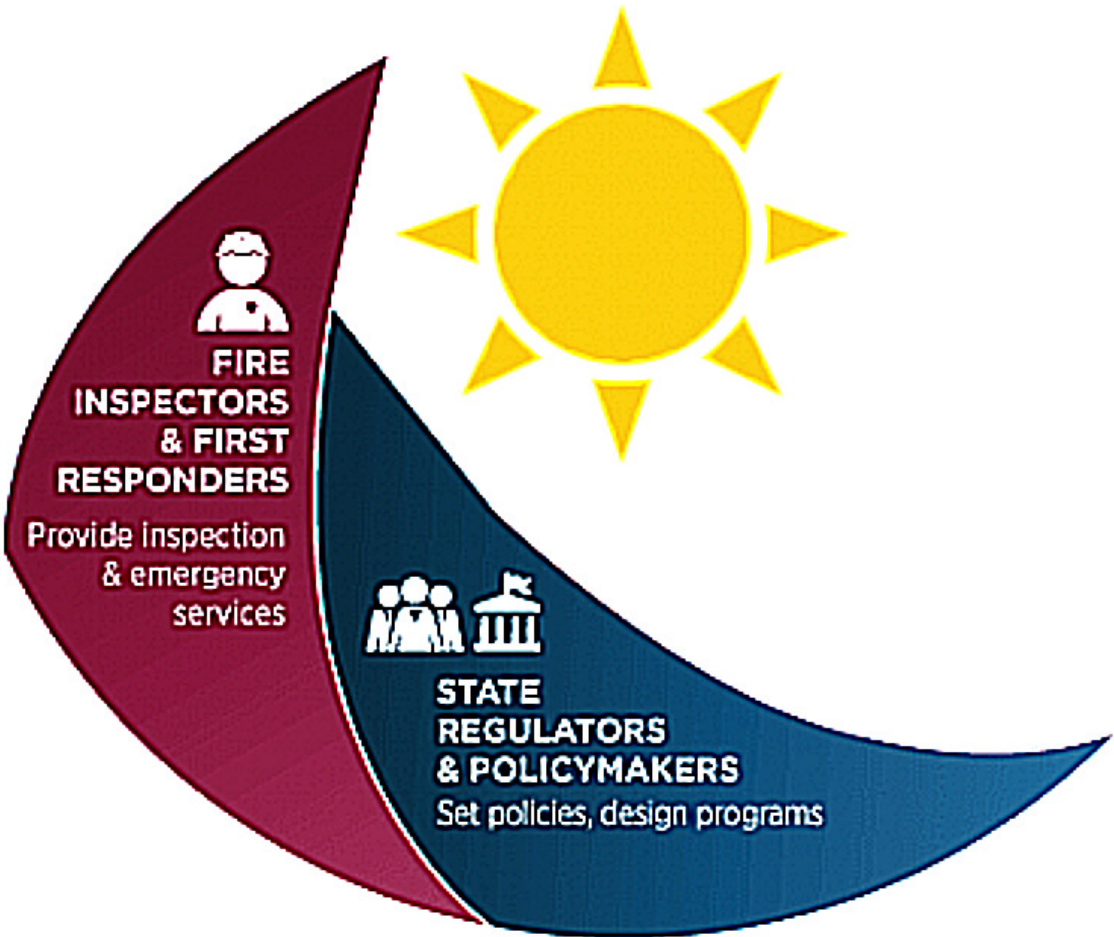 FIRE
INSPECTORS
& FIRST
RESPONDERS
Provide inspection
& emergency
services
STATE
REGULATORS
& POLICYMAKERS
Set policies, design programs